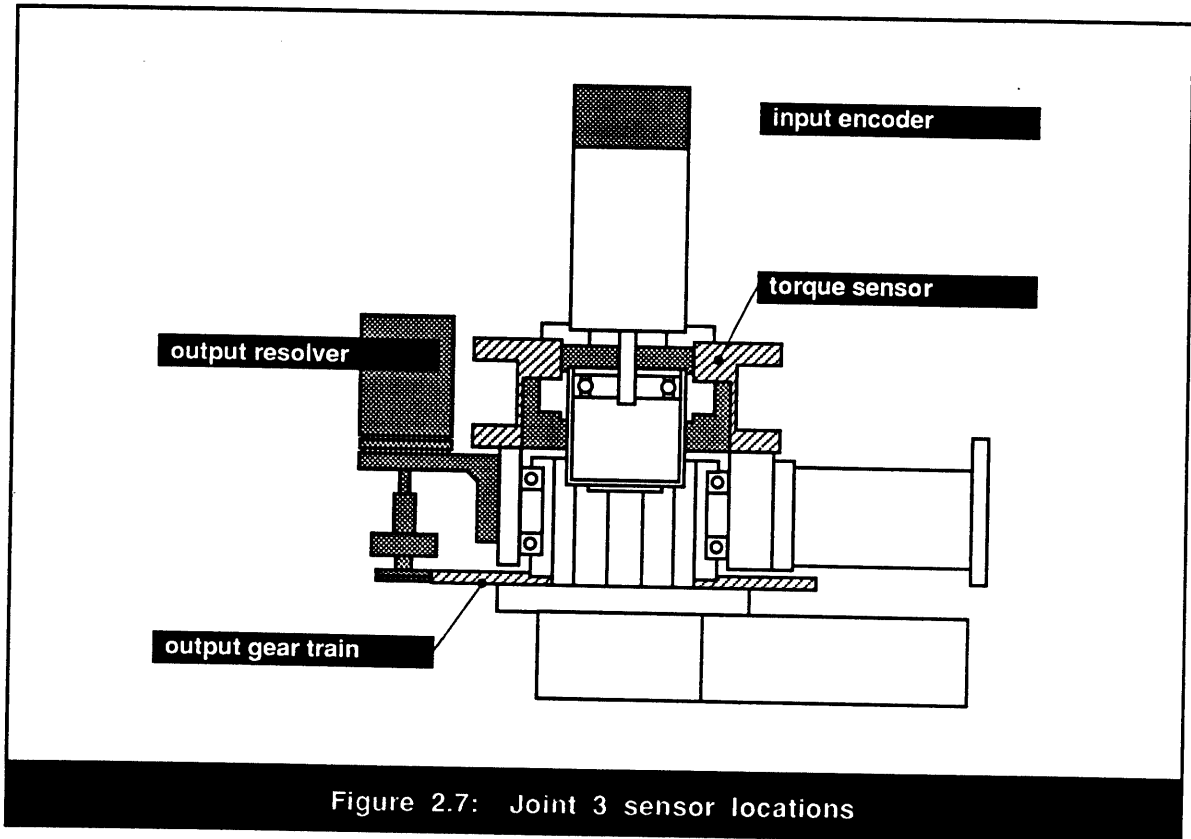 input encoder
torque sensor
output resolver
output gear train
Figure 2.7: Joint 3 sensor locations